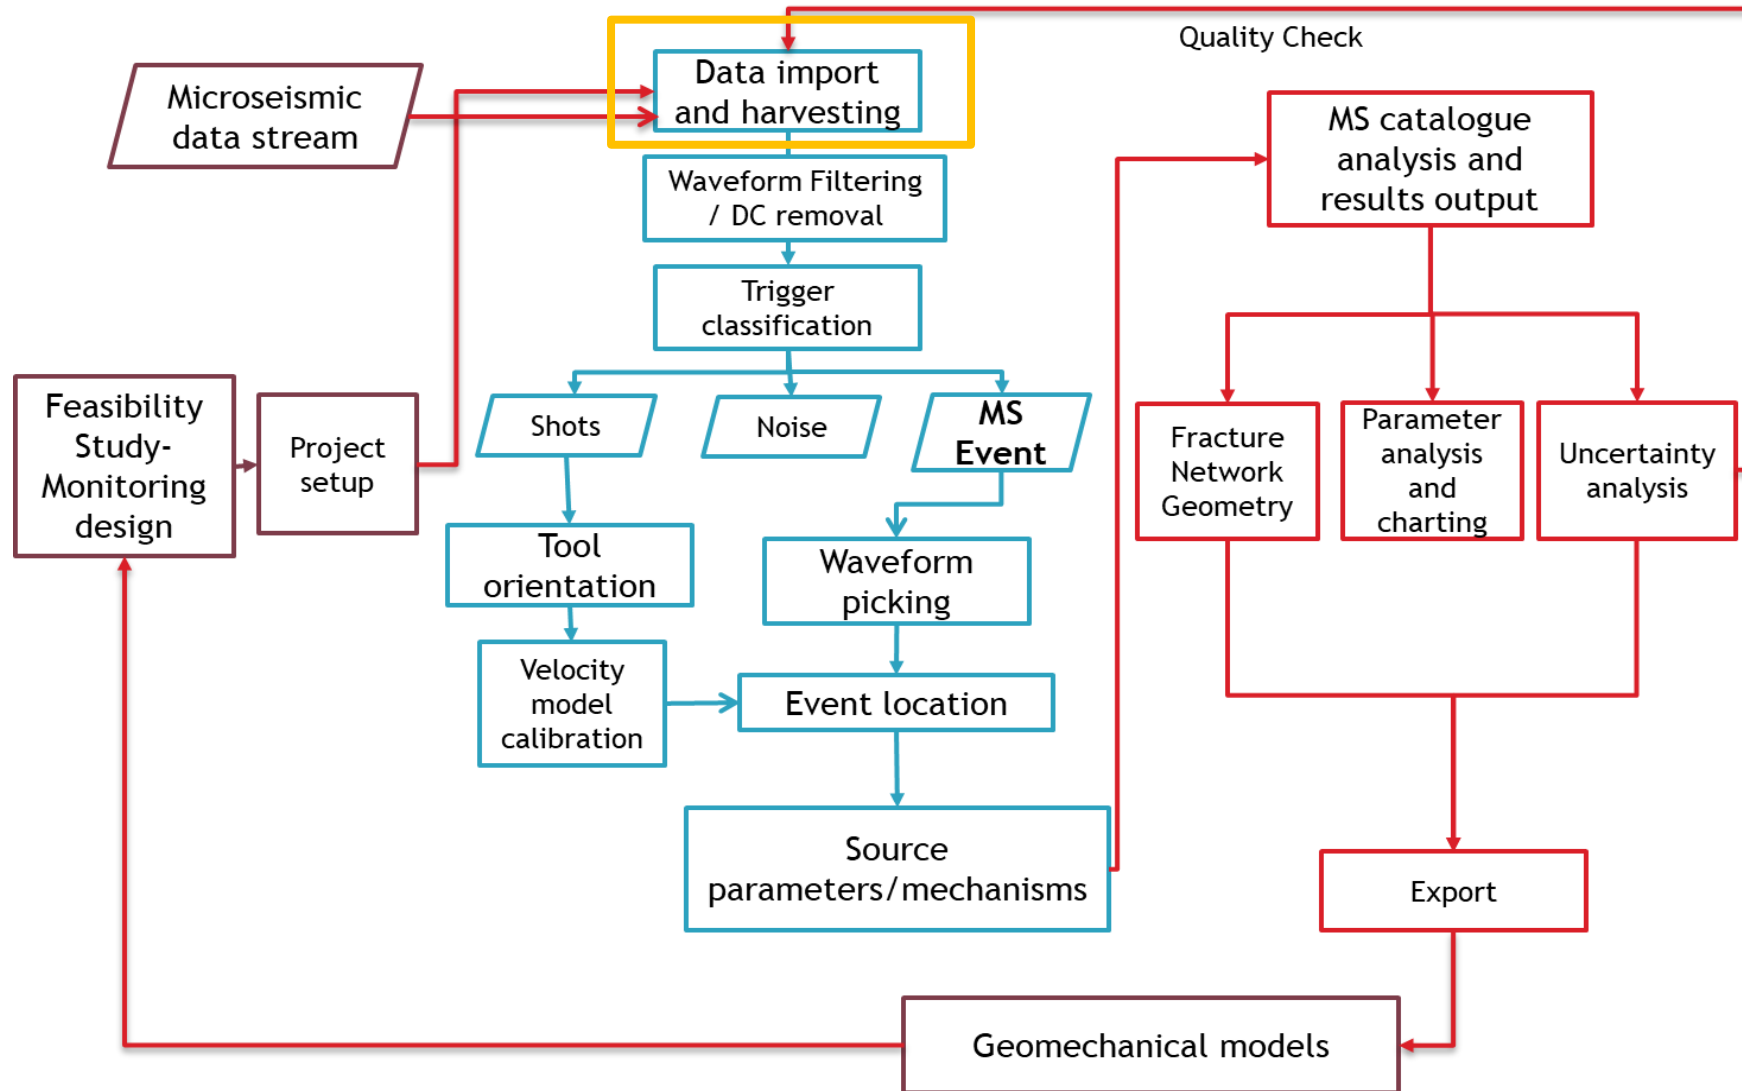 Quality Check
Data import
and harvesting
Microseismic
data stream
MS catalogue
analysis and
results output
Waveform Filtering
/ DC removal
Trigger
classification
Feasibility
Study-
Monitoring
design
Project
setup
Shots
Noise
MS
Event
Fracture
Network
Geometry
Parameter
analysis
and
charting
Uncertainty
analysis
Tool
orientation
Waveform
picking
Velocity
model
calibration
Event location
Source
parameters/mechanisms
Export
Geomechanical models